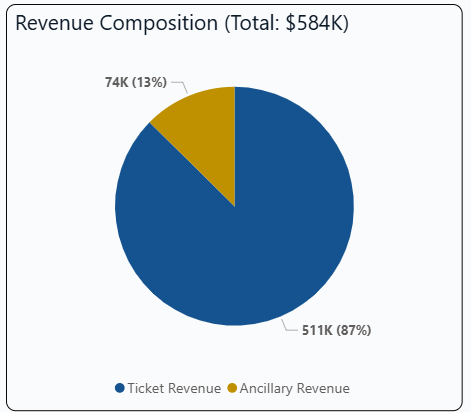 Revenue Composition (Total: $584K)
74K (13%)
511K (87%)
Ticket Revenue
Ancillary Revenue